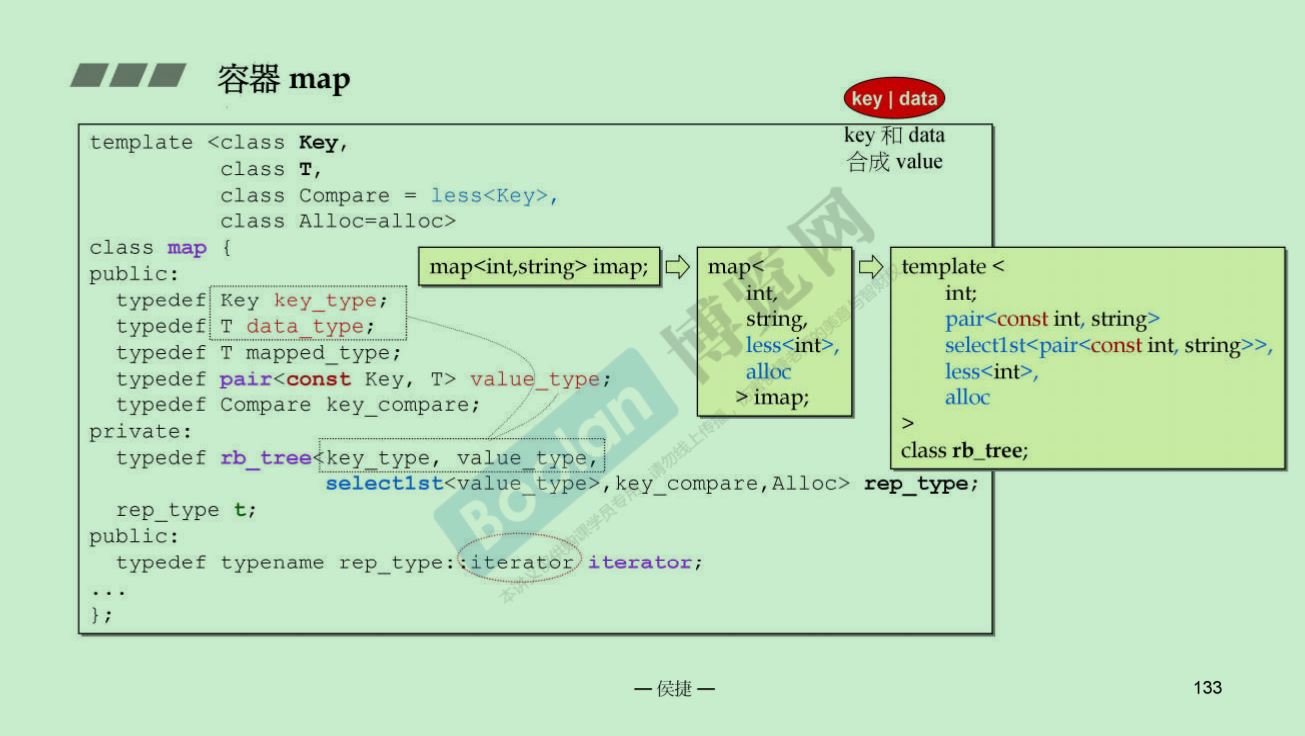 容器 map
key | data
key 和 data
合成 value
template <class Key,
class T,
class Compare = less<Key>,
class Alloc=alloc>
class map {
public:
typedef Key key_type;
typedef T data_type;
typedef T mapped_type;
typedef pair<const Key, T> value_type;
typedef Compare key_compare;
private:
typedef rb_tree<key_type, value_type,
select1st<value_type>,key_compare,Alloc> rep_type;
rep_type t;
public:
typedef typename rep_type::iterator iterator;
...
};
map<int,string> imap;
map<
int,
string,
less<int>,
alloc
> imap;
template <
int;
pair<const int, string>
select1st<pair<const int, string>>,
less<int>,
alloc
>
class rb_tree;
博览网
Boolan
— 侯捷 —
133